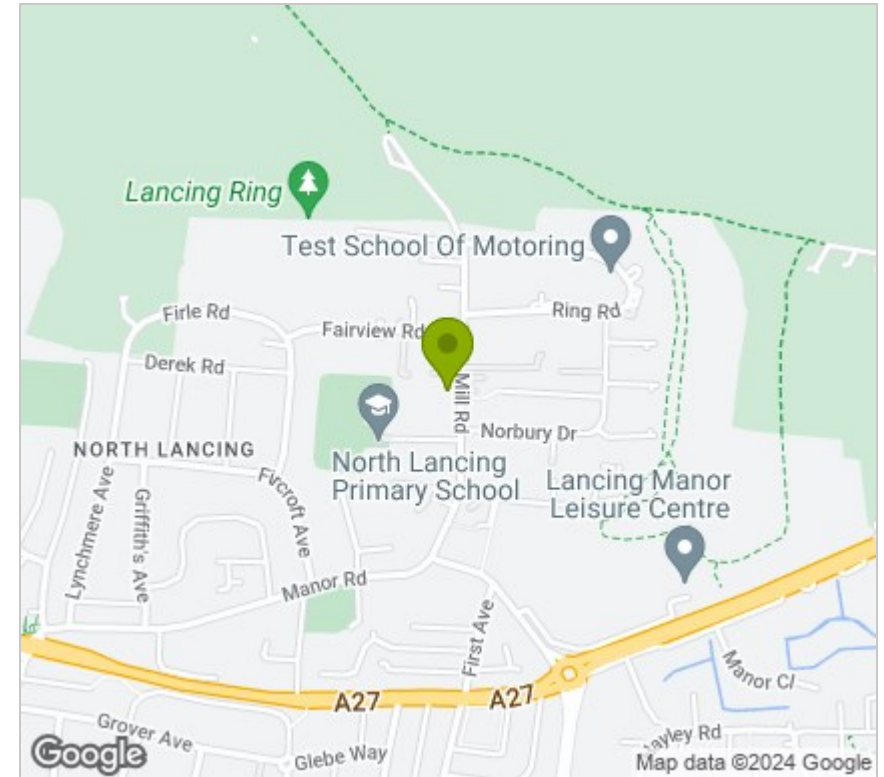 Lancing Ring
Test School Of Motoring
Firle Rd
Ring Rd
Fairview Rd
Derek Rd
Mill Rd
Norbury Dr
NORTH LANCING
North Lancing
Primary School
Lancing Manor
Leisure Centre
Lynchmere Ave
Griffith's Ave
Fircroft Ave
Manor Rd
First Ave
A27
A27
Manor Cl
Grover Ave
Glebe Way
ayley Rd
Google
Map data ©2024 Google